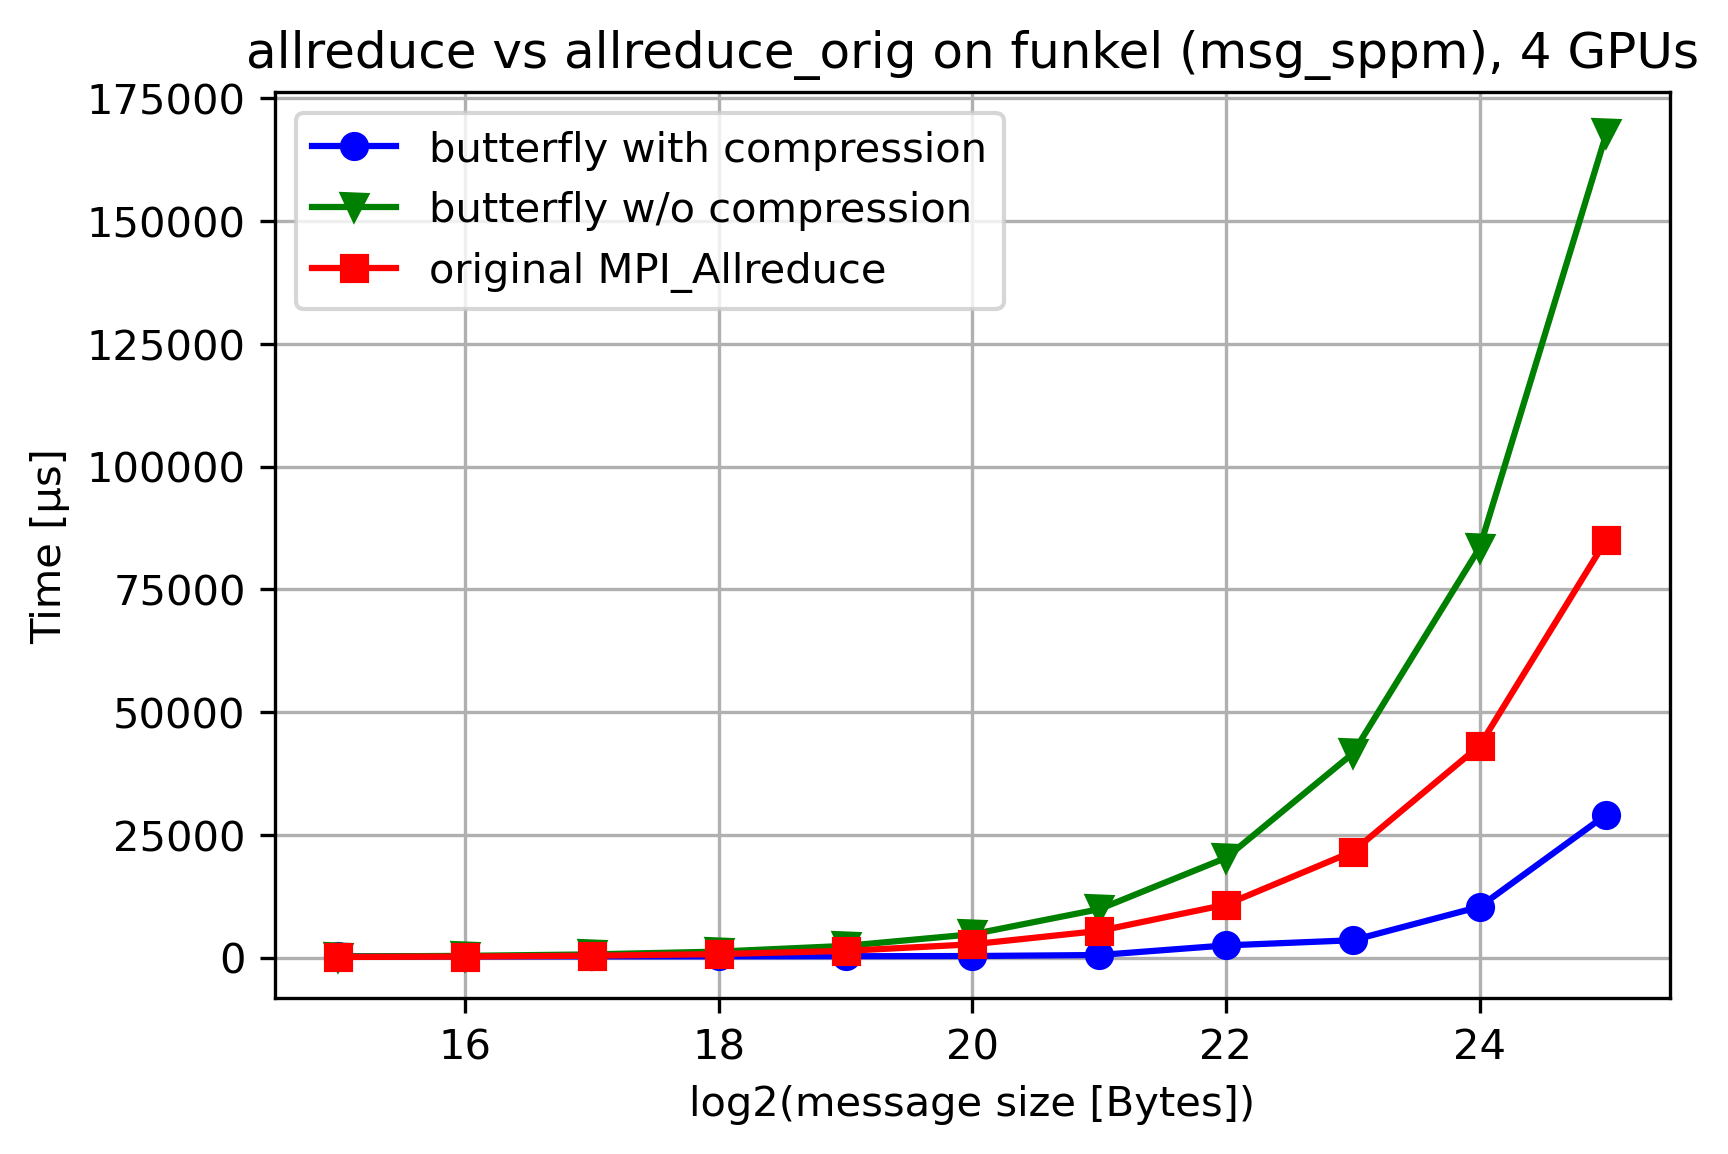 allreduce vs allreduce_orig on funkel (msg_sppm), 4 GPUs
175000
150000
125000
100000
75000
50000
25000
0
Time [µs]
butterfly with compression
butterfly w/o compression
original MPI_Allreduce
16 18 20 22 24
log2(message size [Bytes])